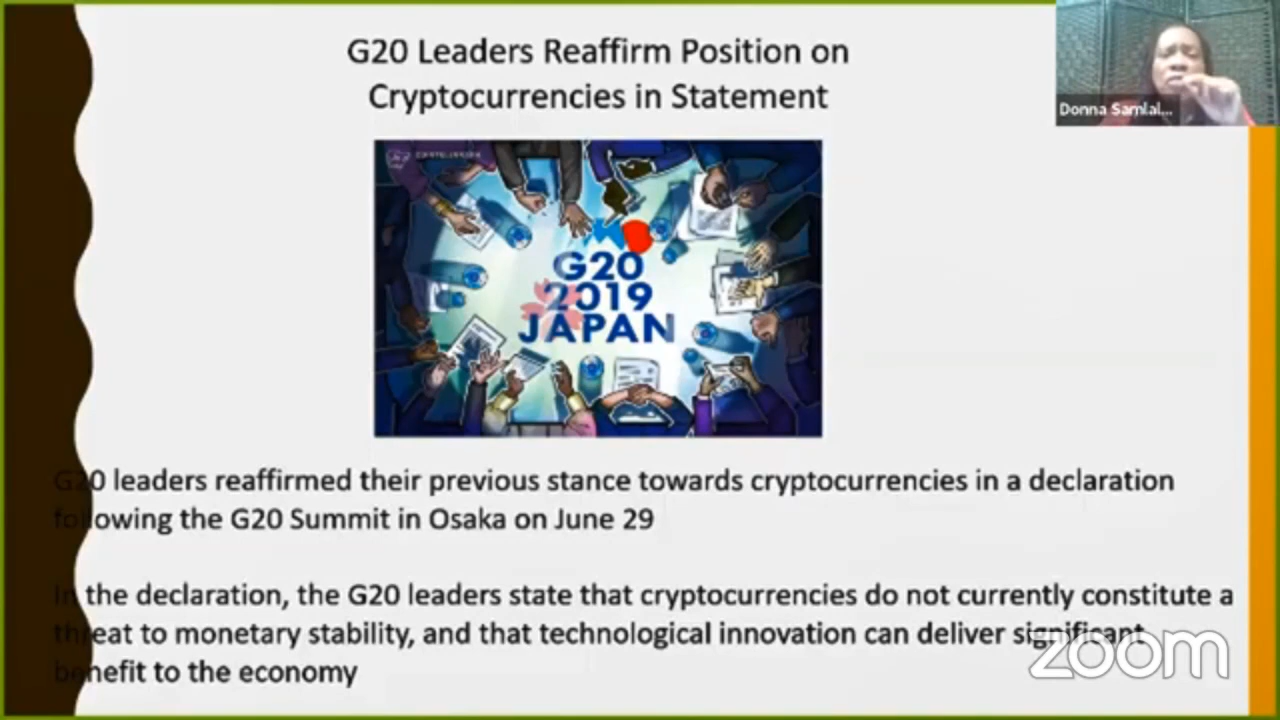 G20 Leaders Reaffirm Position on
Cryptocurrencies in Statement
Donna Samlal...
G20
2019
JAPAN
G20 leaders reaffirmed their previous stance towards cryptocurrencies in a declaration
following the G20 Summit in Osaka on June 29
In the declaration, the G20 leaders state that cryptocurrencies do not currently constitute a
threat to monetary stability, and that technological innovation can deliver significant
benefit to the economy
zoom